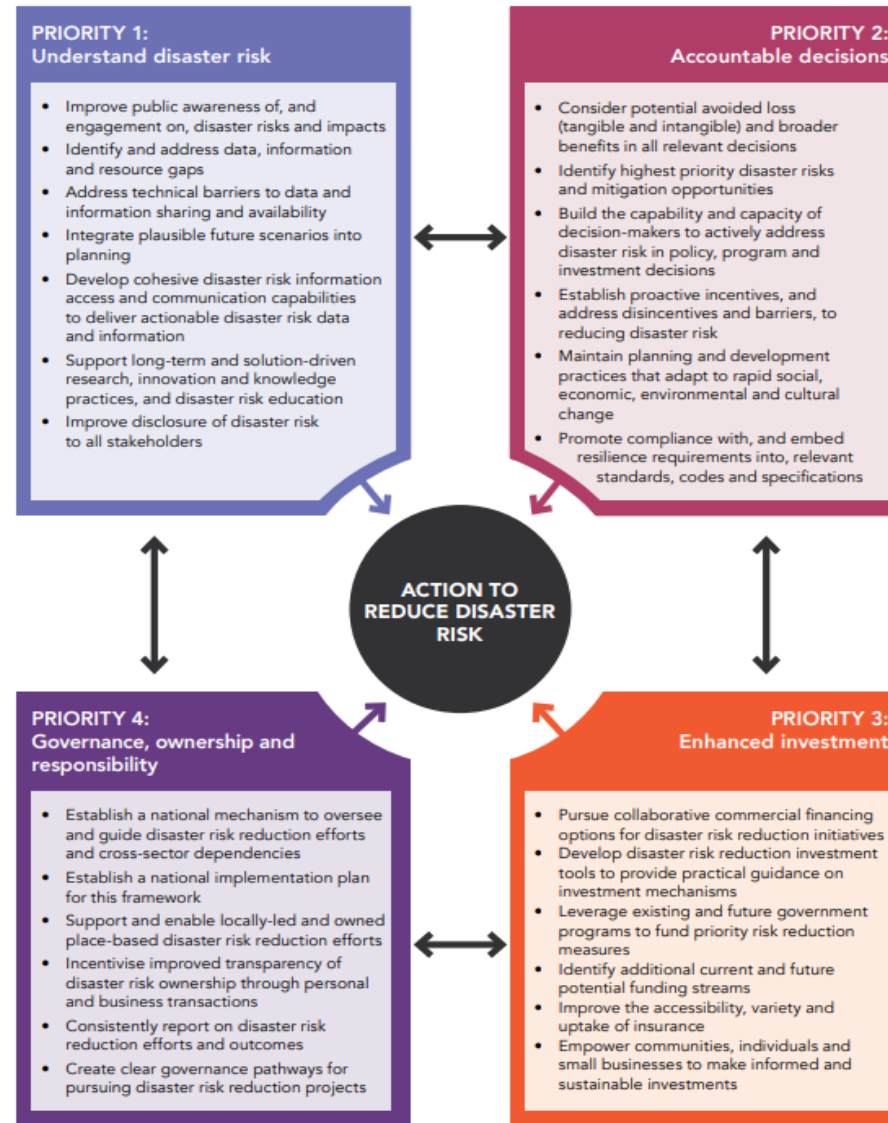 PRIORITY 1:
Understand disaster risk
• Improve public awareness of, and
engagement on, disaster risks and impacts
• Identify and address data, information
and resource gaps
• Address technical barriers to data and
information sharing and availability
• Integrate plausible future scenarios into
planning
• Develop cohesive disaster risk information
access and communication capabilities
to deliver actionable disaster risk data
and information
• Support long-term and solution-driven
research, innovation and knowledge
practices, and disaster risk education
• Improve disclosure of disaster risk
to all stakeholders
PRIORITY 2:
Accountable decisions
• Consider potential avoided loss
(tangible and intangible) and broader
benefits in all relevant decisions
• Identify highest priority disaster risks
and mitigation opportunities
• Build the capability and capacity of
decision-makers to actively address
disaster risk in policy, program and
investment decisions
• Establish proactive incentives, and
address disincentives and barriers, to
reducing disaster risk
• Maintain planning and development
practices that adapt to rapid social,
economic, environmental and cultural
change
• Promote compliance with, and embed
resilience requirements into, relevant
standards, codes and specifications
ACTION TO
REDUCE DISASTER
RISK
PRIORITY 4:
Governance, ownership and
responsibility
• Establish a national mechanism to oversee
and guide disaster risk reduction efforts
and cross-sector dependencies
• Establish a national implementation plan
for this framework
• Support and enable locally-led and owned
place-based disaster risk reduction efforts
• Incentivise improved transparency of
disaster risk ownership through personal
and business transactions
• Consistently report on disaster risk
reduction efforts and outcomes
• Create clear governance pathways for
pursuing disaster risk reduction projects
PRIORITY 3:
Enhanced investment
• Pursue collaborative commercial financing
options for disaster risk reduction initiatives
• Develop disaster risk reduction investment
tools to provide practical guidance on
investment mechanisms
• Leverage existing and future government
programs to fund priority risk reduction
measures
• Identify additional current and future
potential funding streams
• Improve the accessibility, variety and
uptake of insurance
• Empower communities, individuals and
small businesses to make informed and
sustainable investments